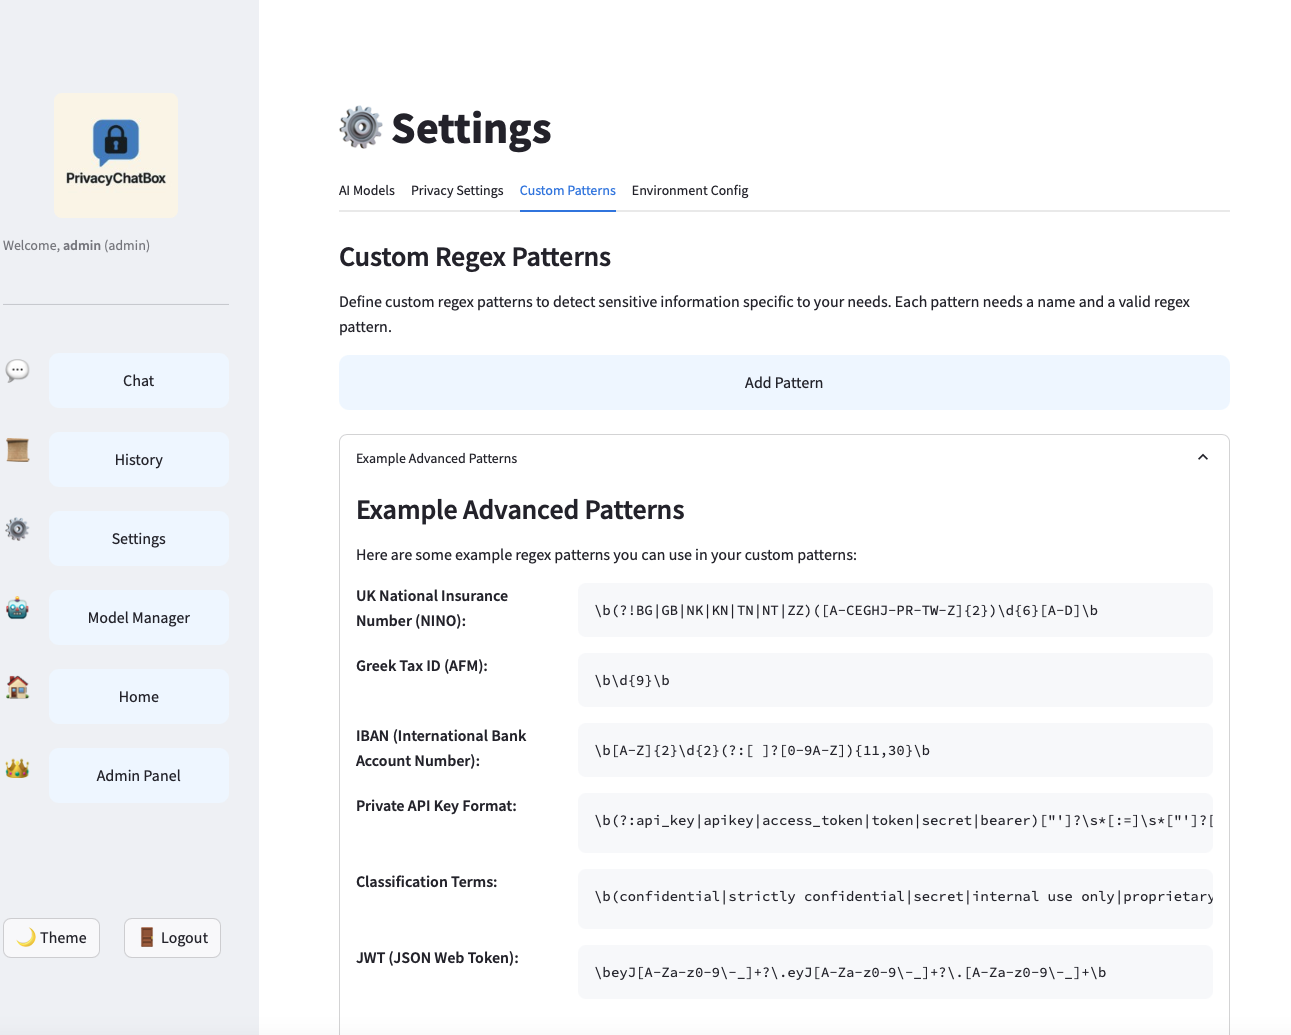 PrivacyChatBox
Welcome, admin (admin)
Chat
History
Settings
Model Manager
Home
Admin Panel
Theme
Logout
Settings
AI Models
Privacy Settings
Custom Patterns
Environment Config
Custom Regex Patterns
Define custom regex patterns to detect sensitive information specific to your needs. Each pattern needs a name and a valid regex
pattern.
Add Pattern
Example Advanced Patterns
Example Advanced Patterns
Here are some example regex patterns you can use in your custom patterns:
UK National Insurance
Number (NINO):
\b(?!BG|GB|NK|KN|TN|NT|ZZ)([A-CEGHJ-PR-TW-Z]{2})\d{6}[A-D]\b
Greek Tax ID (AFM):
\b\d{9}\b
IBAN (International Bank
Account Number):
\b[A-Z]{2}\d{2}(?:[ ]?[0-9A-Z]){11,30}\b
Private API Key Format:
\b(?:api_key|apikey|access_token|token|secret|bearer)["']?\s*[:=]\s*["']?[
Classification Terms:
\b(confidential|strictly confidential|secret|internal use only|proprietary
JWT (JSON Web Token):
\beyJ[A-Za-z0-9\-_]+?\.eyJ[A-Za-z0-9\-_]+?\.[A-Za-z0-9\-_]+\b